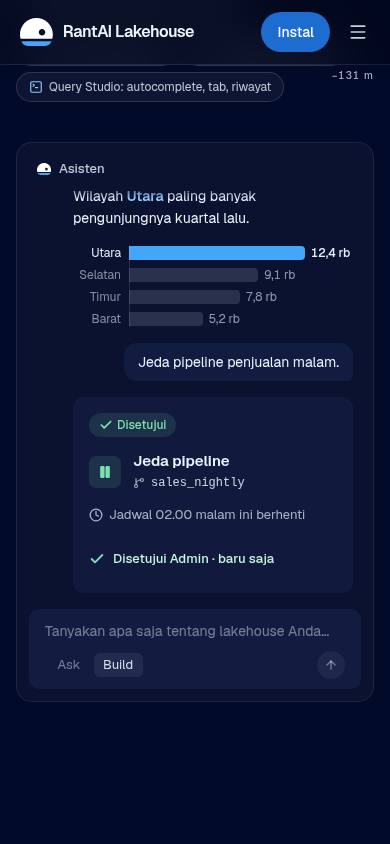 RantAI Lakehouse
Instal
−131 m
Query Studio: autocomplete, tab, riwayat
Asisten
Wilayah Utara paling banyak
pengunjungnya kuartal lalu.
Utara 12,4 rb
Selatan 9,1 rb
Timur 7,8 rb
Barat 5,2 rb
Jeda pipeline penjualan malam.
Disetujui
Jeda pipeline
sales_nightly
Jadwal 02.00 malam ini berhenti
Disetujui Admin · baru saja
Tanyakan apa saja tentang lakehouse Anda…
Ask Build